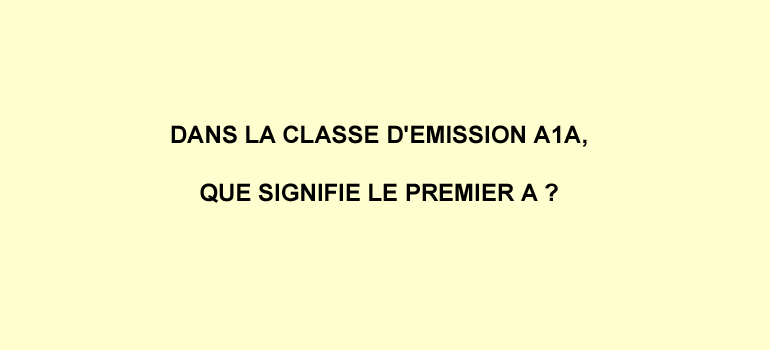 DANS LA CLASSE D'EMISSION A1A,
QUE SIGNIFIE LE PREMIER A ?